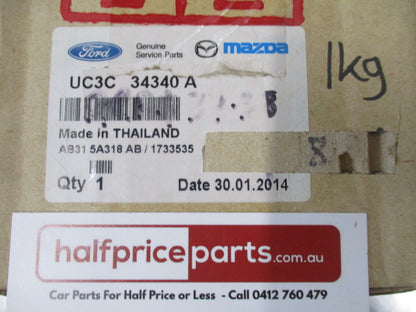 Ford
Genuine
Service Parts
mazda
1kg
UC3C 34340 A
Made in THAILAND
AB31 5A318 AB / 1733535
8
Qty 1
Date 30.01.2014
halfpriceparts.com.au
Car Parts For Half Price or Less - Call 0412 760 479